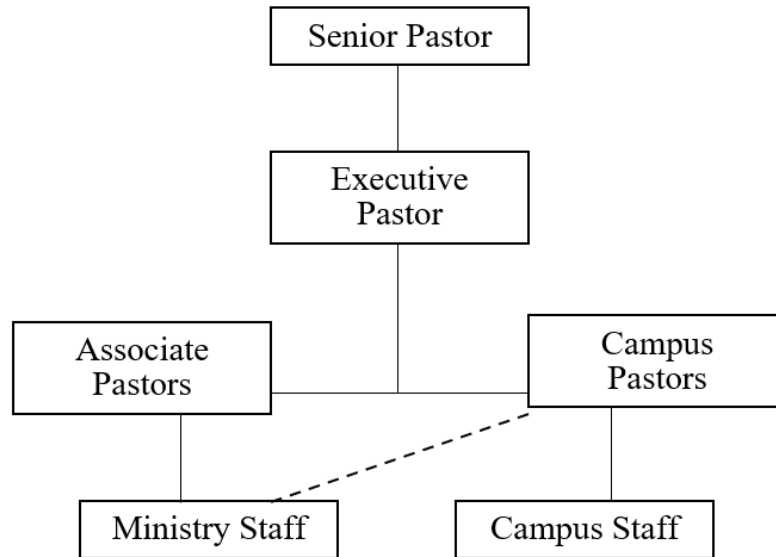 Senior Pastor
Executive
Pastor
Associate
Pastors
Campus
Pastors
Ministry Staff
Campus Staff